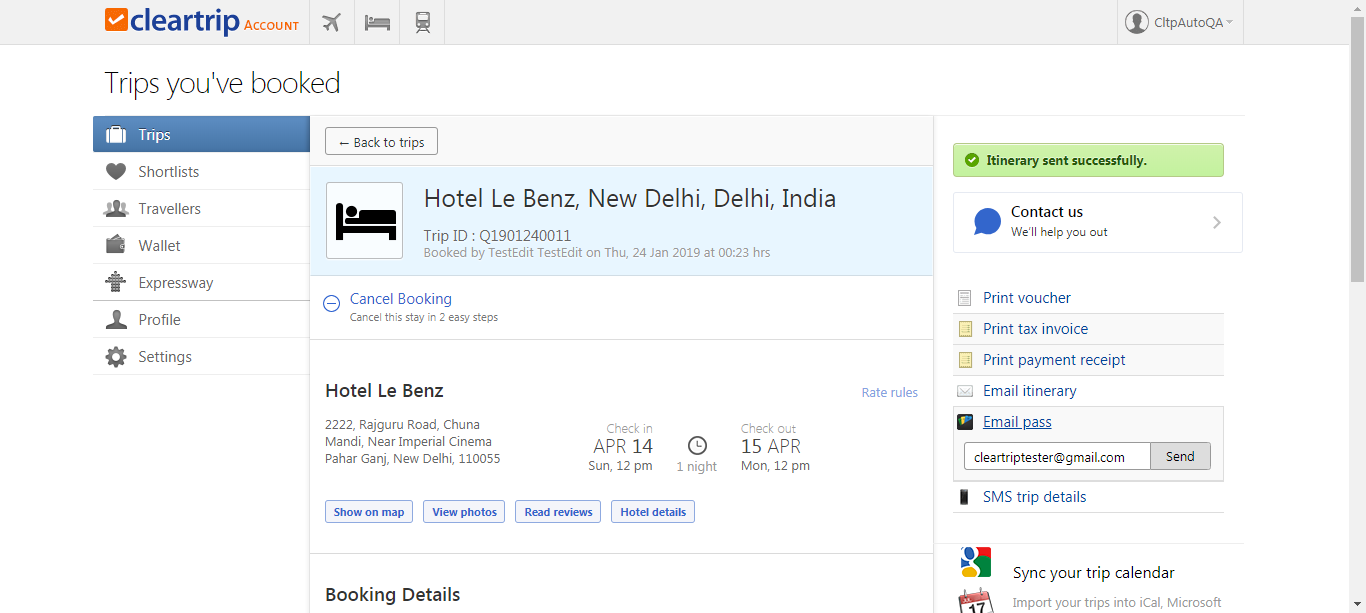 cleartrip ACCOUNT
CltpAutoQA
Trips you've booked
Trips
Shortlists
Travellers
Wallet
Expressway
Profile
Settings
← Back to trips
Hotel Le Benz, New Delhi, Delhi, India
Trip ID : Q1901240011
Booked by TestEdit TestEdit on Thu, 24 Jan 2019 at 00:23 hrs
Cancel Booking
Cancel this stay in 2 easy steps
Hotel Le Benz
Rate rules
2222, Rajguru Road, Chuna
Mandi, Near Imperial Cinema
Pahar Ganj, New Delhi, 110055
Check in
APR 14
Sun, 12 pm
1 night
Check out
15 APR
Mon, 12 pm
Show on map
View photos
Read reviews
Hotel details
Booking Details
Itinerary sent successfully.
Contact us
We'll help you out
Print voucher
Print tax invoice
Print payment receipt
Email itinerary
Email pass
cleartriptester@gmail.com
Send
SMS trip details
Sync your trip calendar
17
Import your trips into iCal, Microsoft